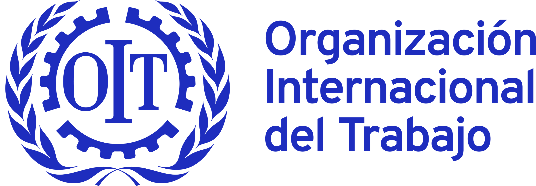 OIT
Organización
Internacional
del Trabajo